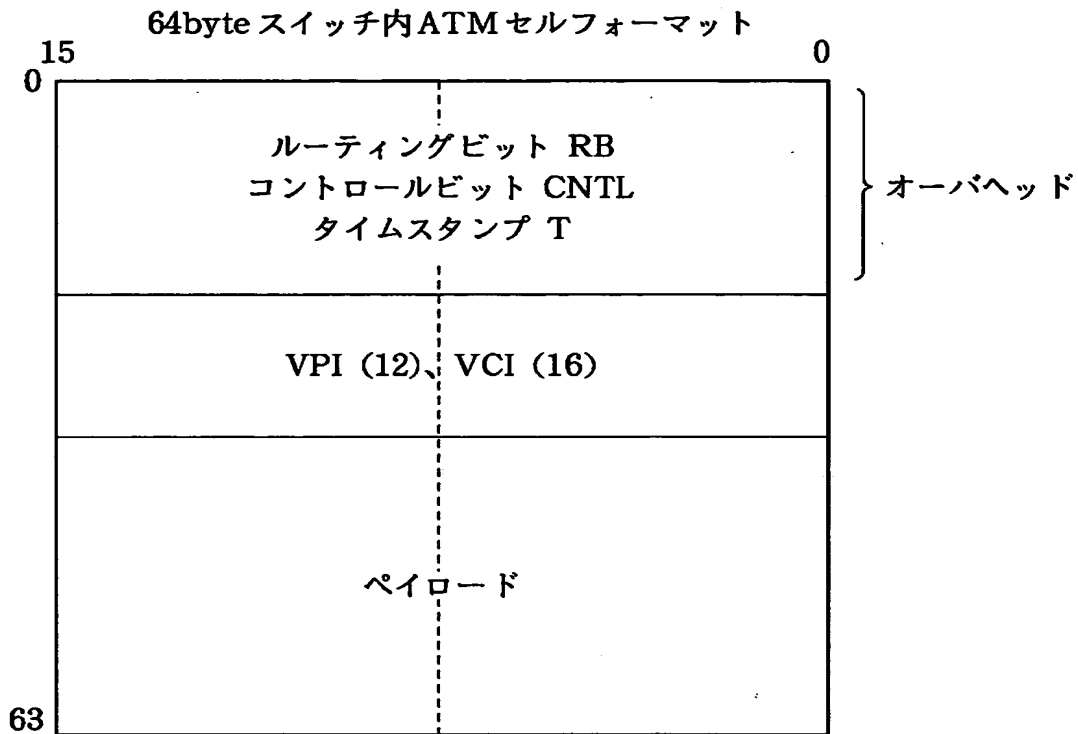 64byte スイッチ内ATMセルフォーマット
15 0
0
ルーティングビット RB
コントロールビット CNTL
タイムスタンプ T
オーバヘッド
VPI (12)、VCI (16)
ペイロード
63